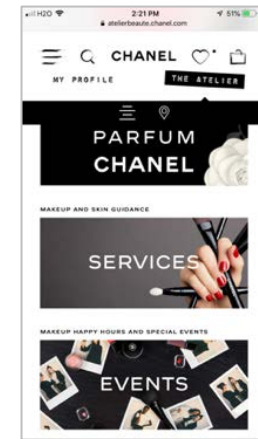 H2O 2:21 PM 51%
atelierbeaute.chanel.com
CHANEL
MY PROFILE THE ATELIER
PARFUM
CHANEL
MAKEUP AND SKIN GUIDANCE
SERVICES
MAKEUP HAPPY HOURS AND SPECIAL EVENTS
EVENTS